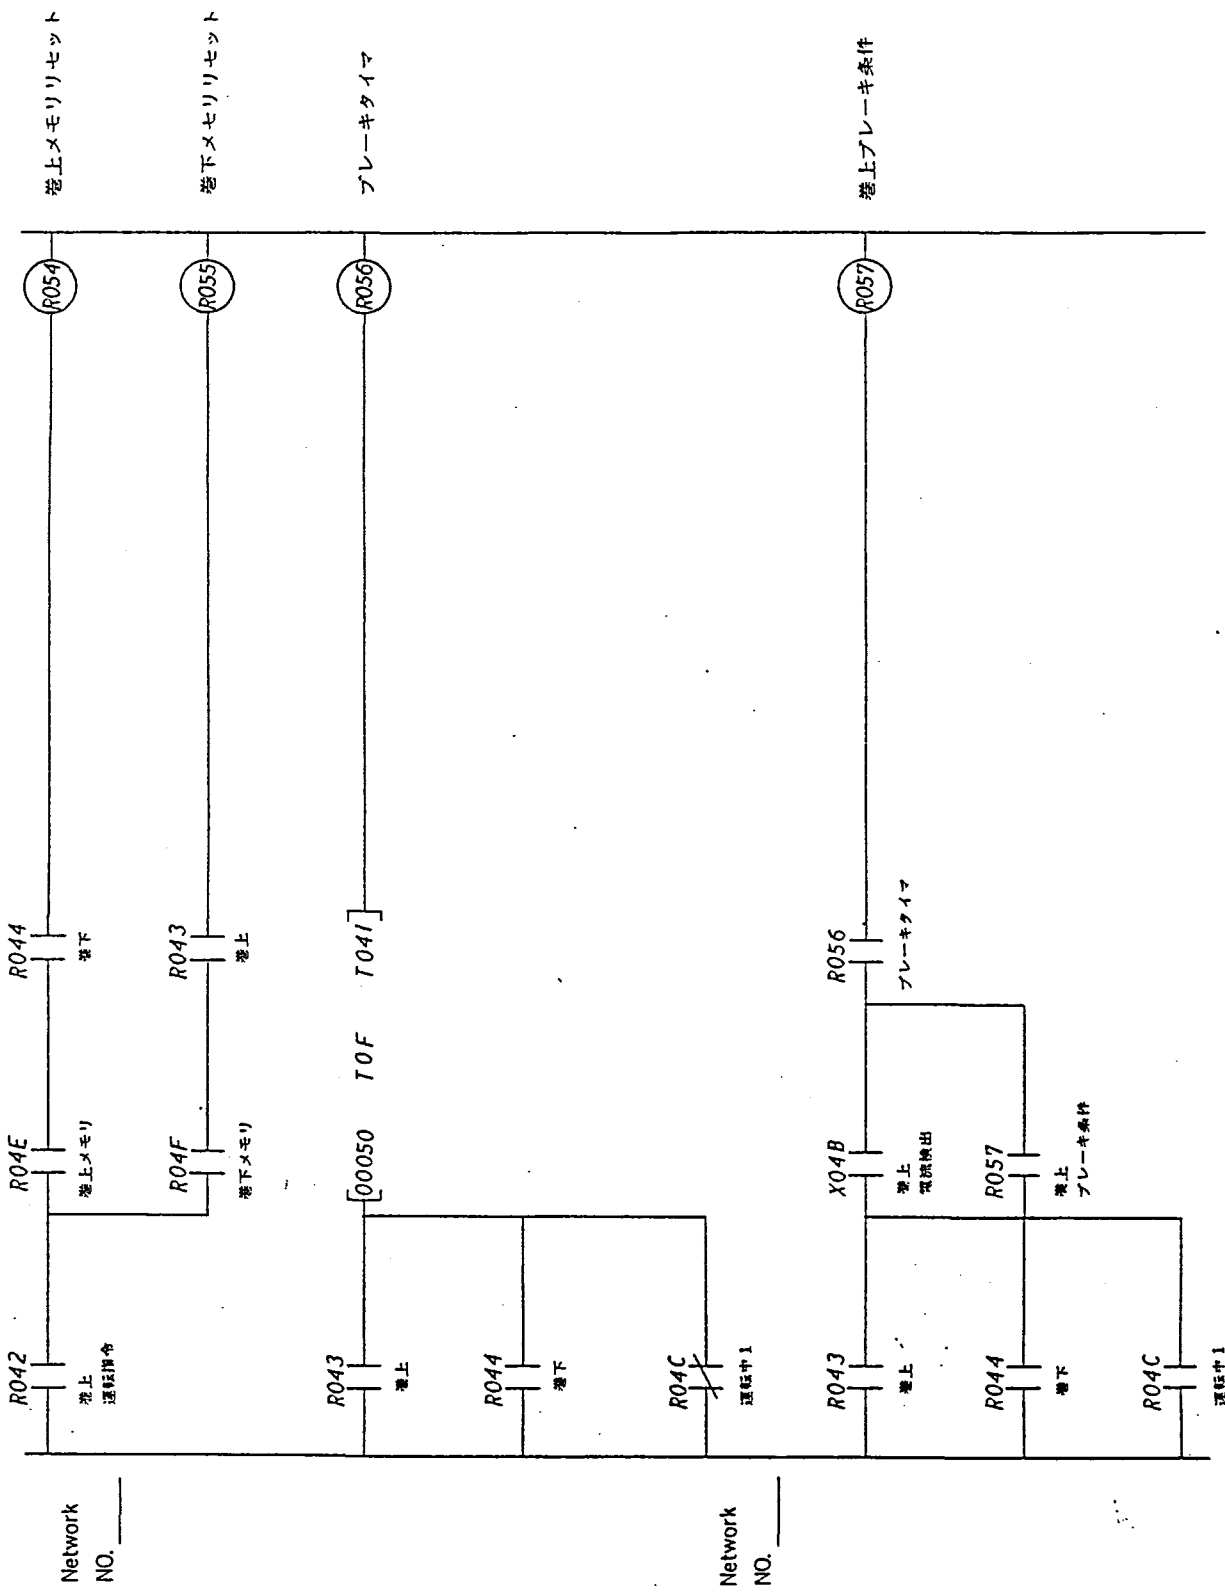 Network
NO.
R042
巻上
運転指令
R04E
巻上メモリ
R044
巻下
R054
巻上メモリリセット
R04F
巻下メモリ
R043
巻上
R055
巻下メモリリセット
R043
巻上
00050 TOF T041
R056
ブレーキタイマ
R044
巻下
R04C
運転中1
Network
NO.
R043
巻上
X04B
巻上
電流検出
R056
ブレーキタイマ
R057
巻上ブレーキ条件
R044
巻下
R057
巻上
ブレーキ条件
R04C
運転中1